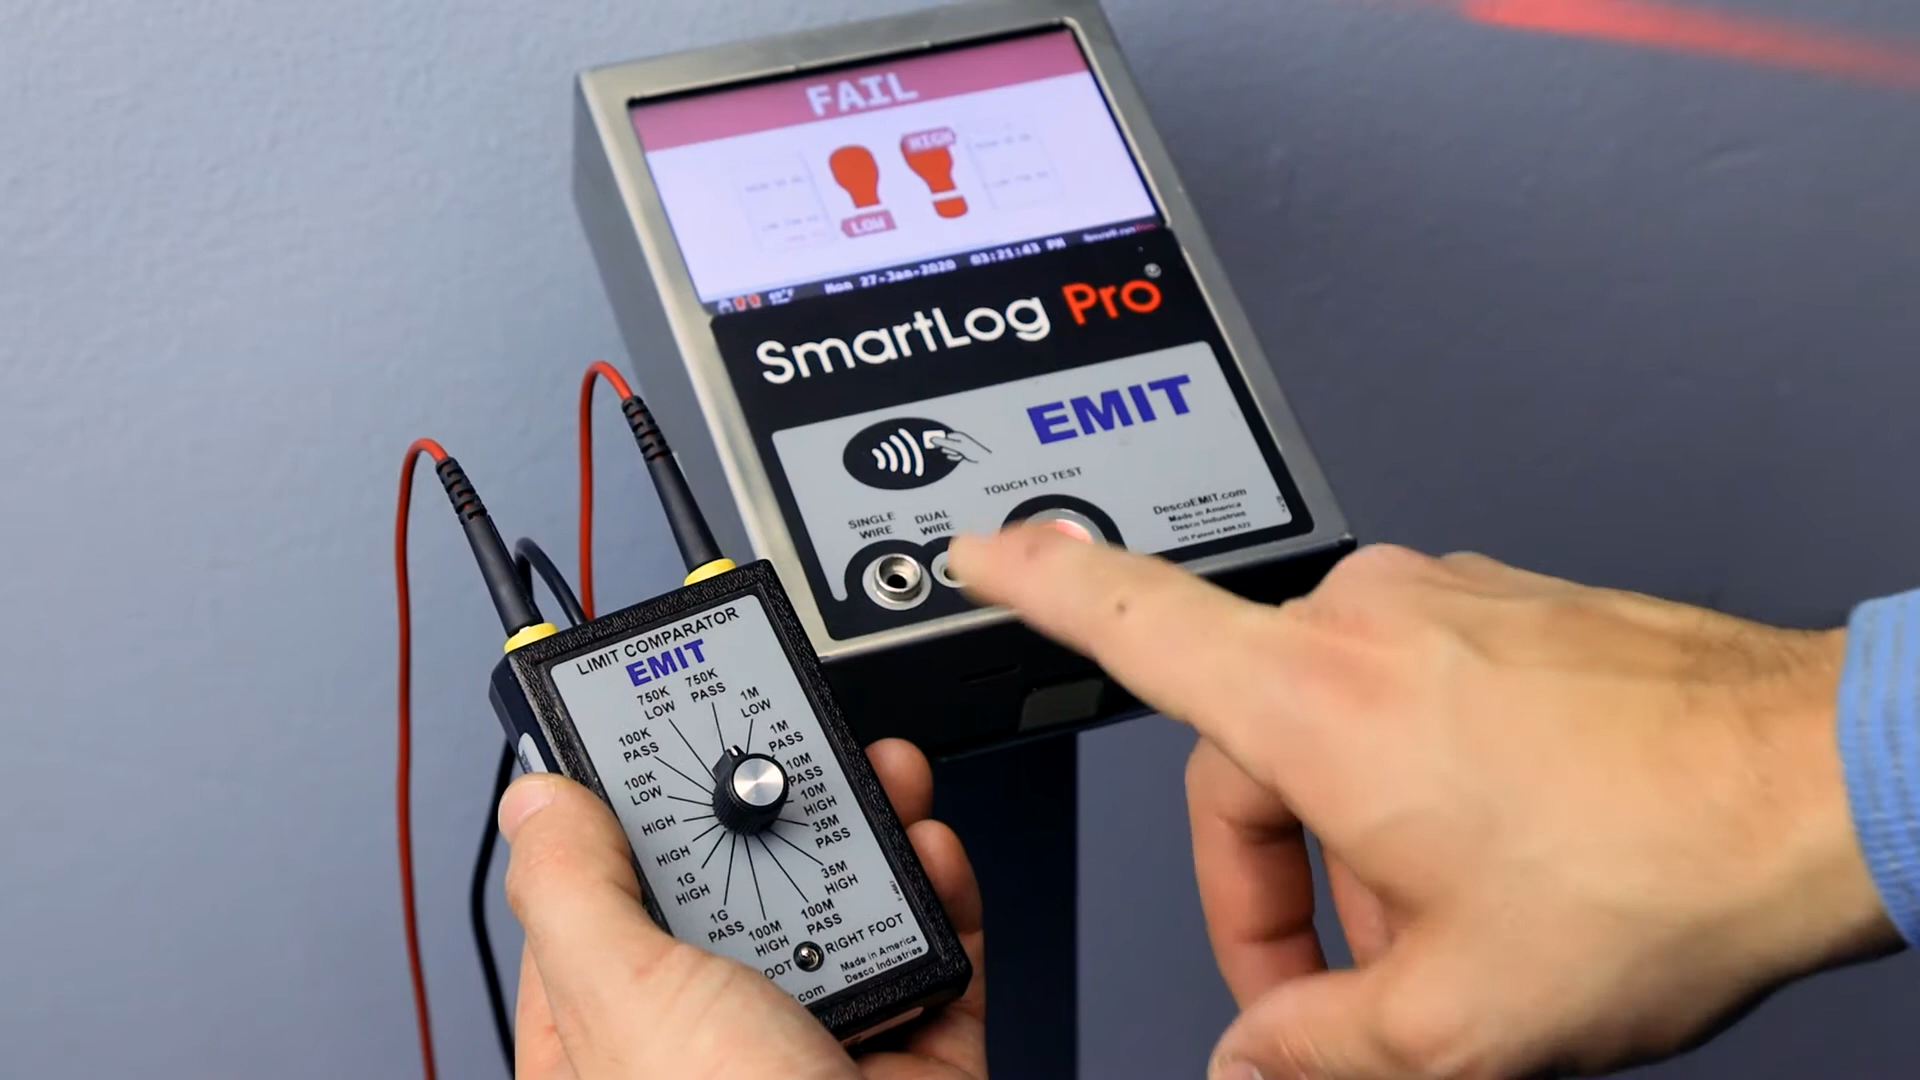 FAIL
HIGH
LOW
Mon 27-Jan-2020 03:21:43 PM
SmartLog Pro®
EMIT
TOUCH TO TEST
SINGLE
WIRE
DUAL
WIRE
DescoEMIT.com
Made in America
Desco Industries
LIMIT COMPARATOR
EMIT
750K
LOW
750K
PASS
1M
LOW
1M
PASS
10M
PASS
10M
HIGH
35M
PASS
35M
HIGH
100M
PASS
100M
HIGH
1G
PASS
1G
HIGH
HIGH
HIGH
100K
LOW
100K
PASS
OOT
RIGHT FOOT
Made in America
Desco Industries
.com